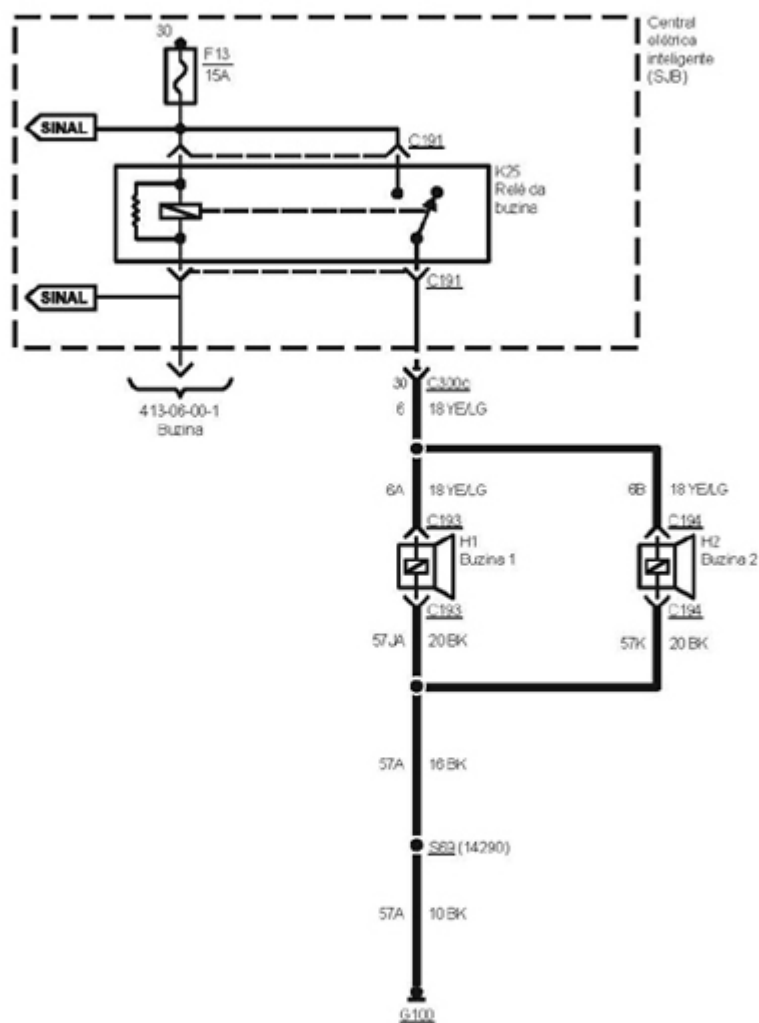 Central
elétrica
inteligente
(SJB)
30
F13
15A
SINAL
C191
K25
Relé da
buzina
C191
SINAL
413-06-00-1
Buzina
30 C300c
6 18 YE/LG
6A 18 YE/LG
6B 18 YE/LG
C193
C194
H1
Buzina 1
H2
Buzina 2
C193
C194
57JA 20 BK
57K 20 BK
57A 16 BK
S69 (14290)
57A 10 BK
G100